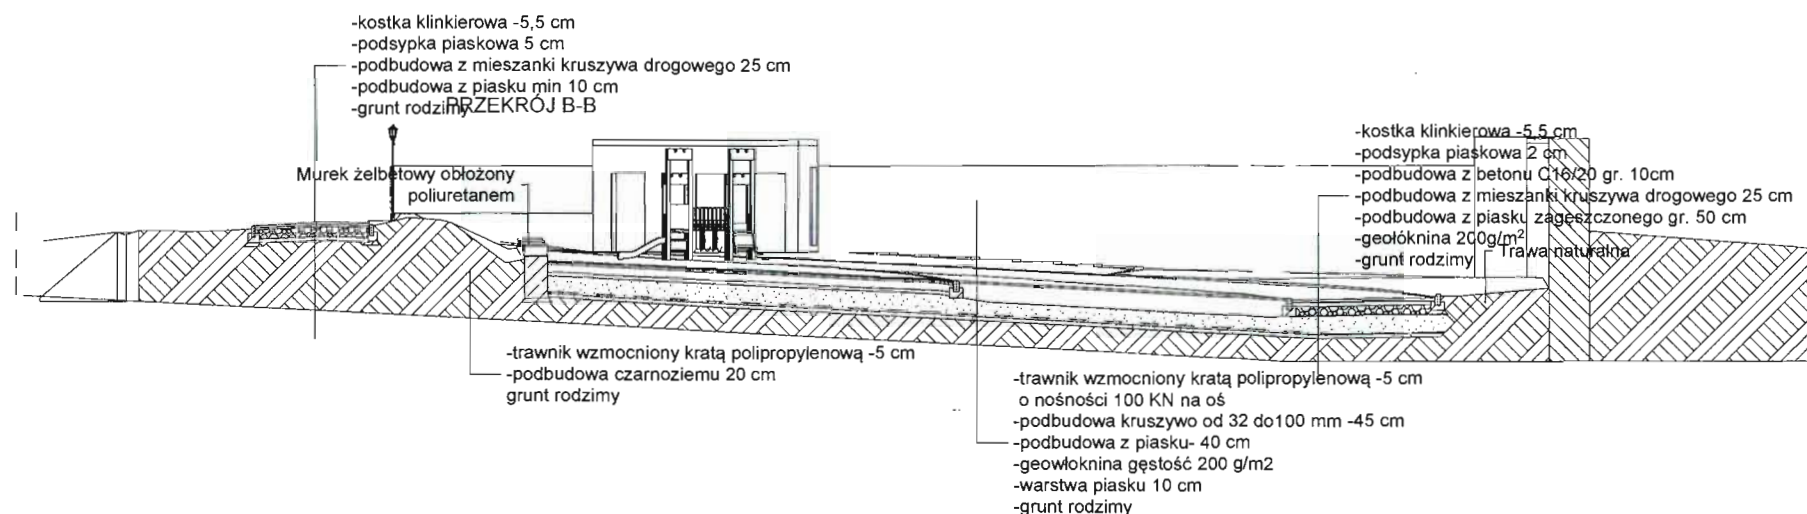 -kostka klinkierowa -5,5 cm
-podsypka piaskowa 5 cm
-podbudowa z mieszanki kruszywa drogowego 25 cm
-podbudowa z piasku min 10 cm
-grunt rodzimy
PRZEKRÓJ B-B
Murek żelbetowy obłożony
poliuretanem
-kostka klinkierowa -5,5 cm
-podsypka piaskowa 2 cm
-podbudowa z betonu C16/20 gr. 10cm
-podbudowa z mieszanki kruszywa drogowego 25 cm
-podbudowa z piasku zagęszczonego gr. 50 cm
-geołóknina 200g/m²
-grunt rodzimy
Trawa naturalna
-trawnik wzmocniony kratą polipropylenową -5 cm
-podbudowa czarnoziemu 20 cm
grunt rodzimy
-trawnik wzmocniony kratą polipropylenową -5 cm
o nośności 100 KN na oś
-podbudowa kruszywo od 32 do100 mm -45 cm
-podbudowa z piasku- 40 cm
-geowłoknina gęstość 200 g/m2
-warstwa piasku 10 cm
-grunt rodzimy